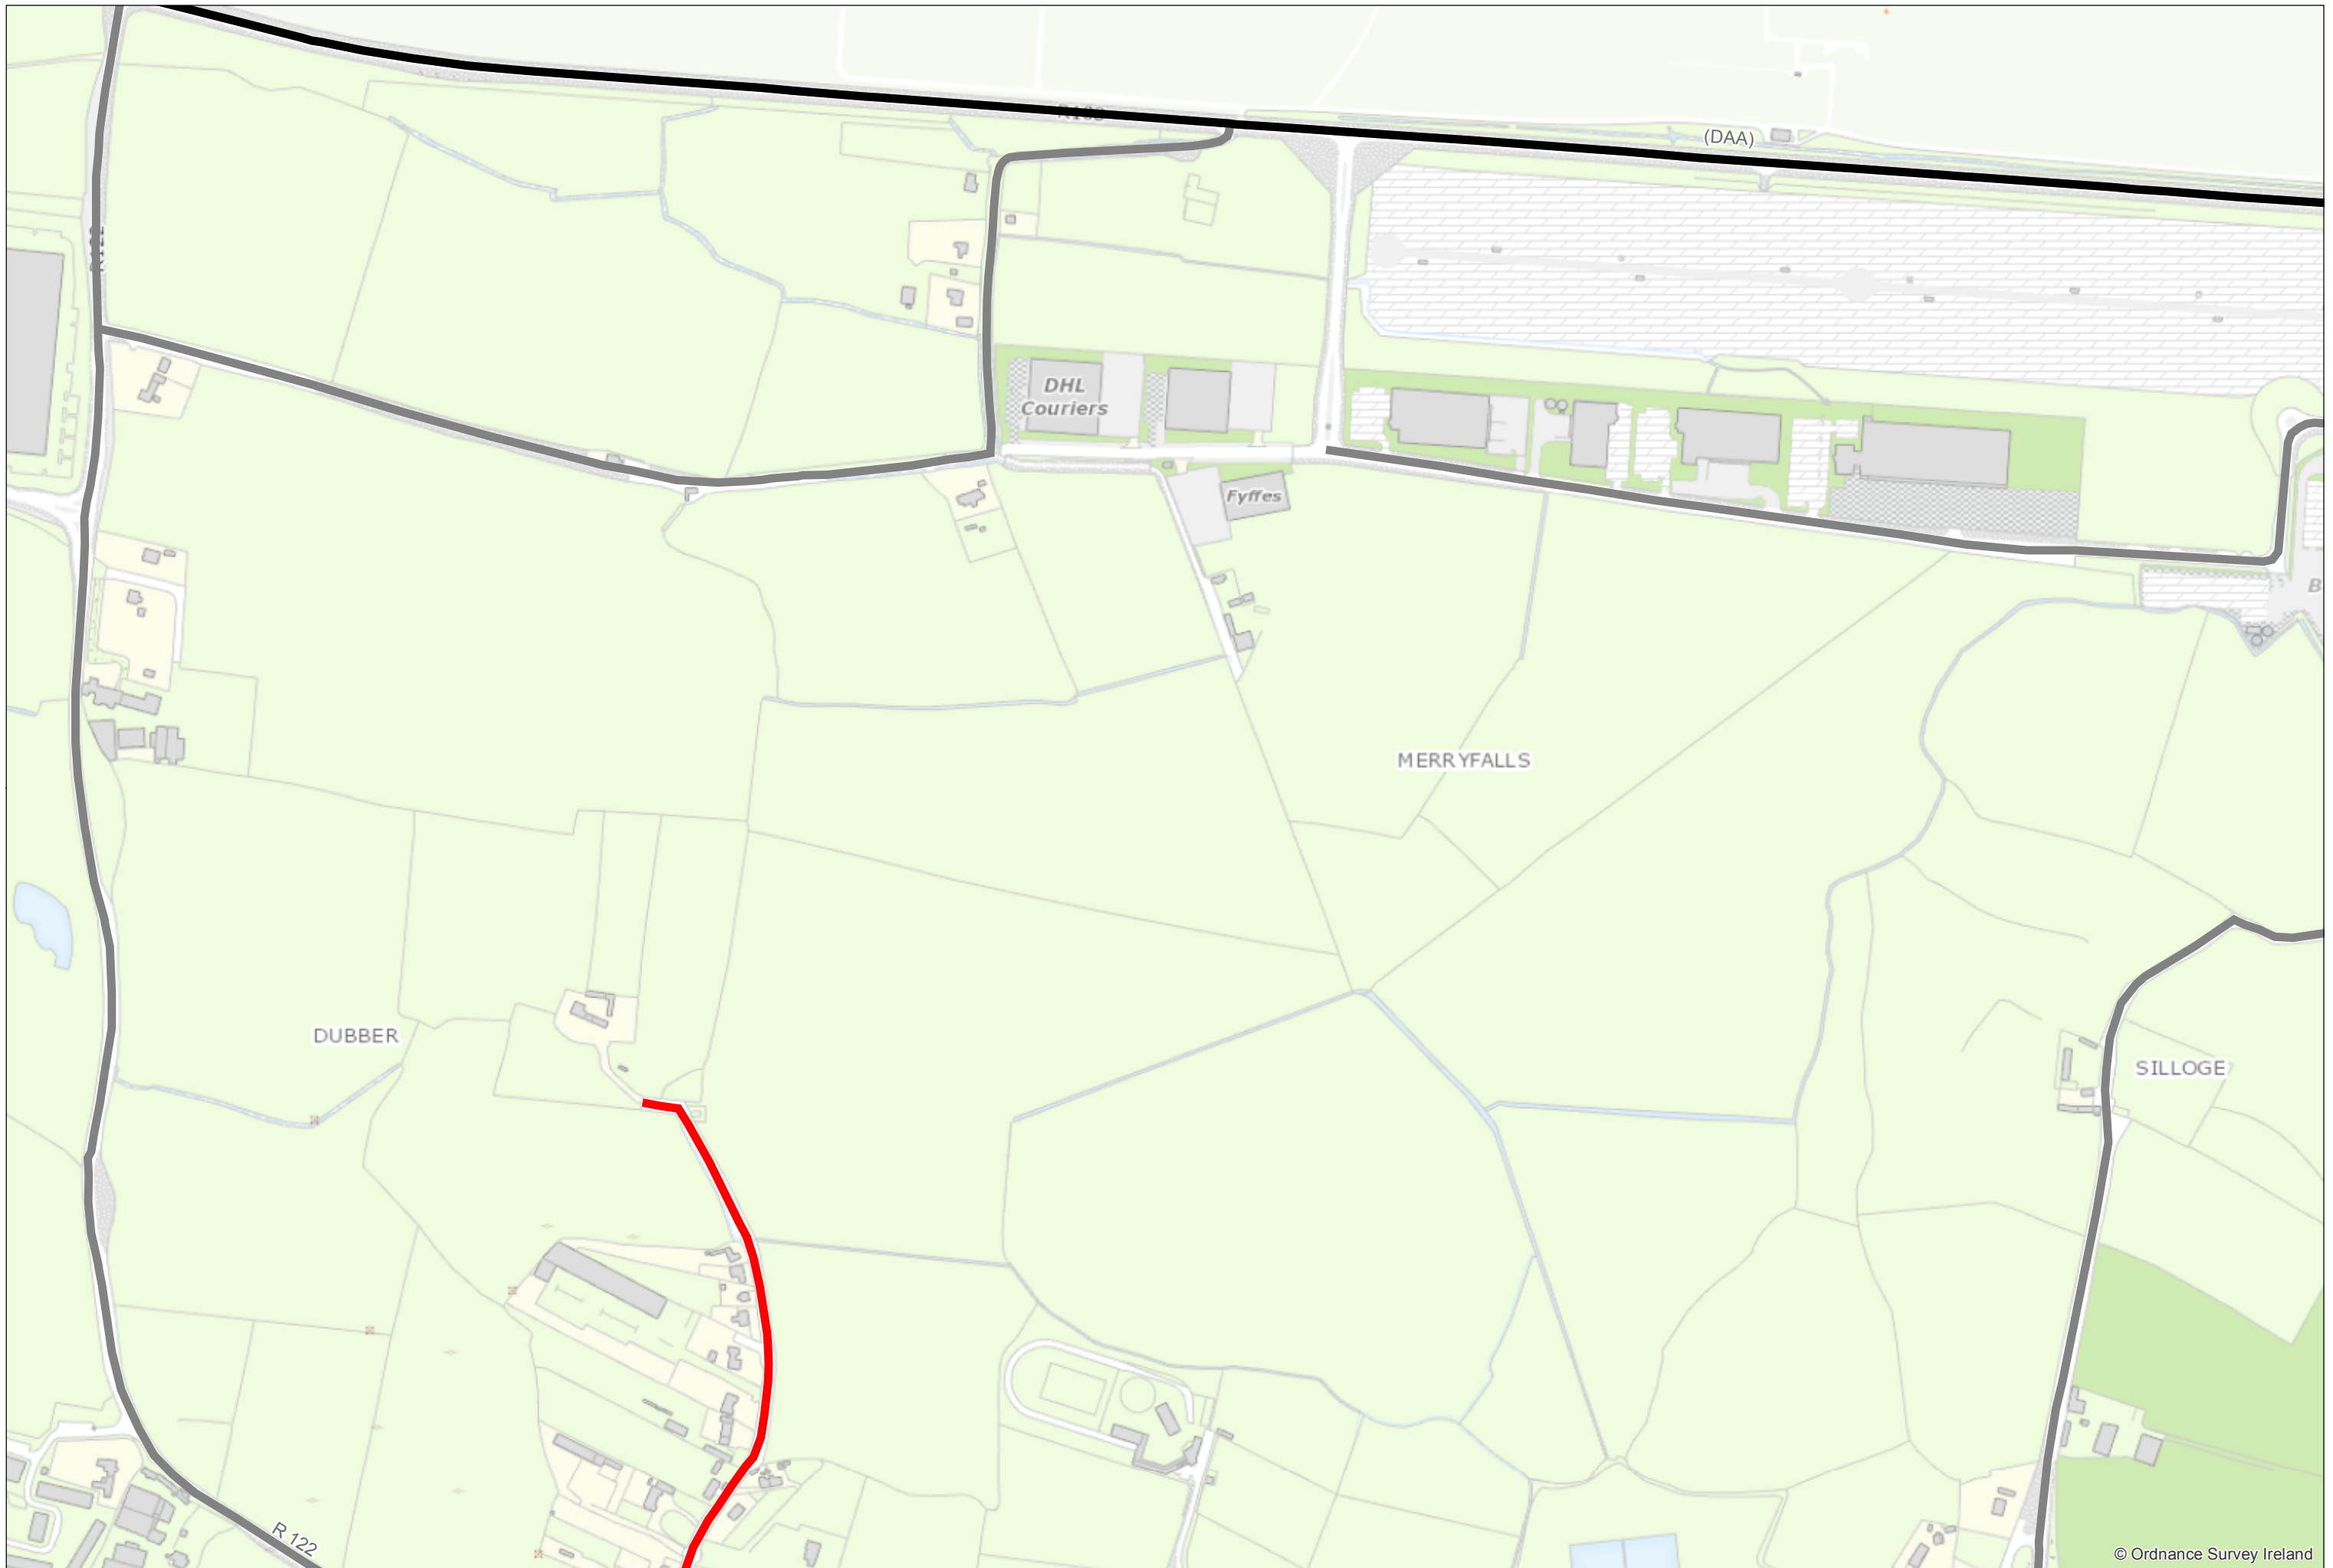 (DAA)
DHL
Couriers
Fyffes
MERRYFALLS
DUBBER
SILLOGE
R 122
© Ordnance Survey Ireland